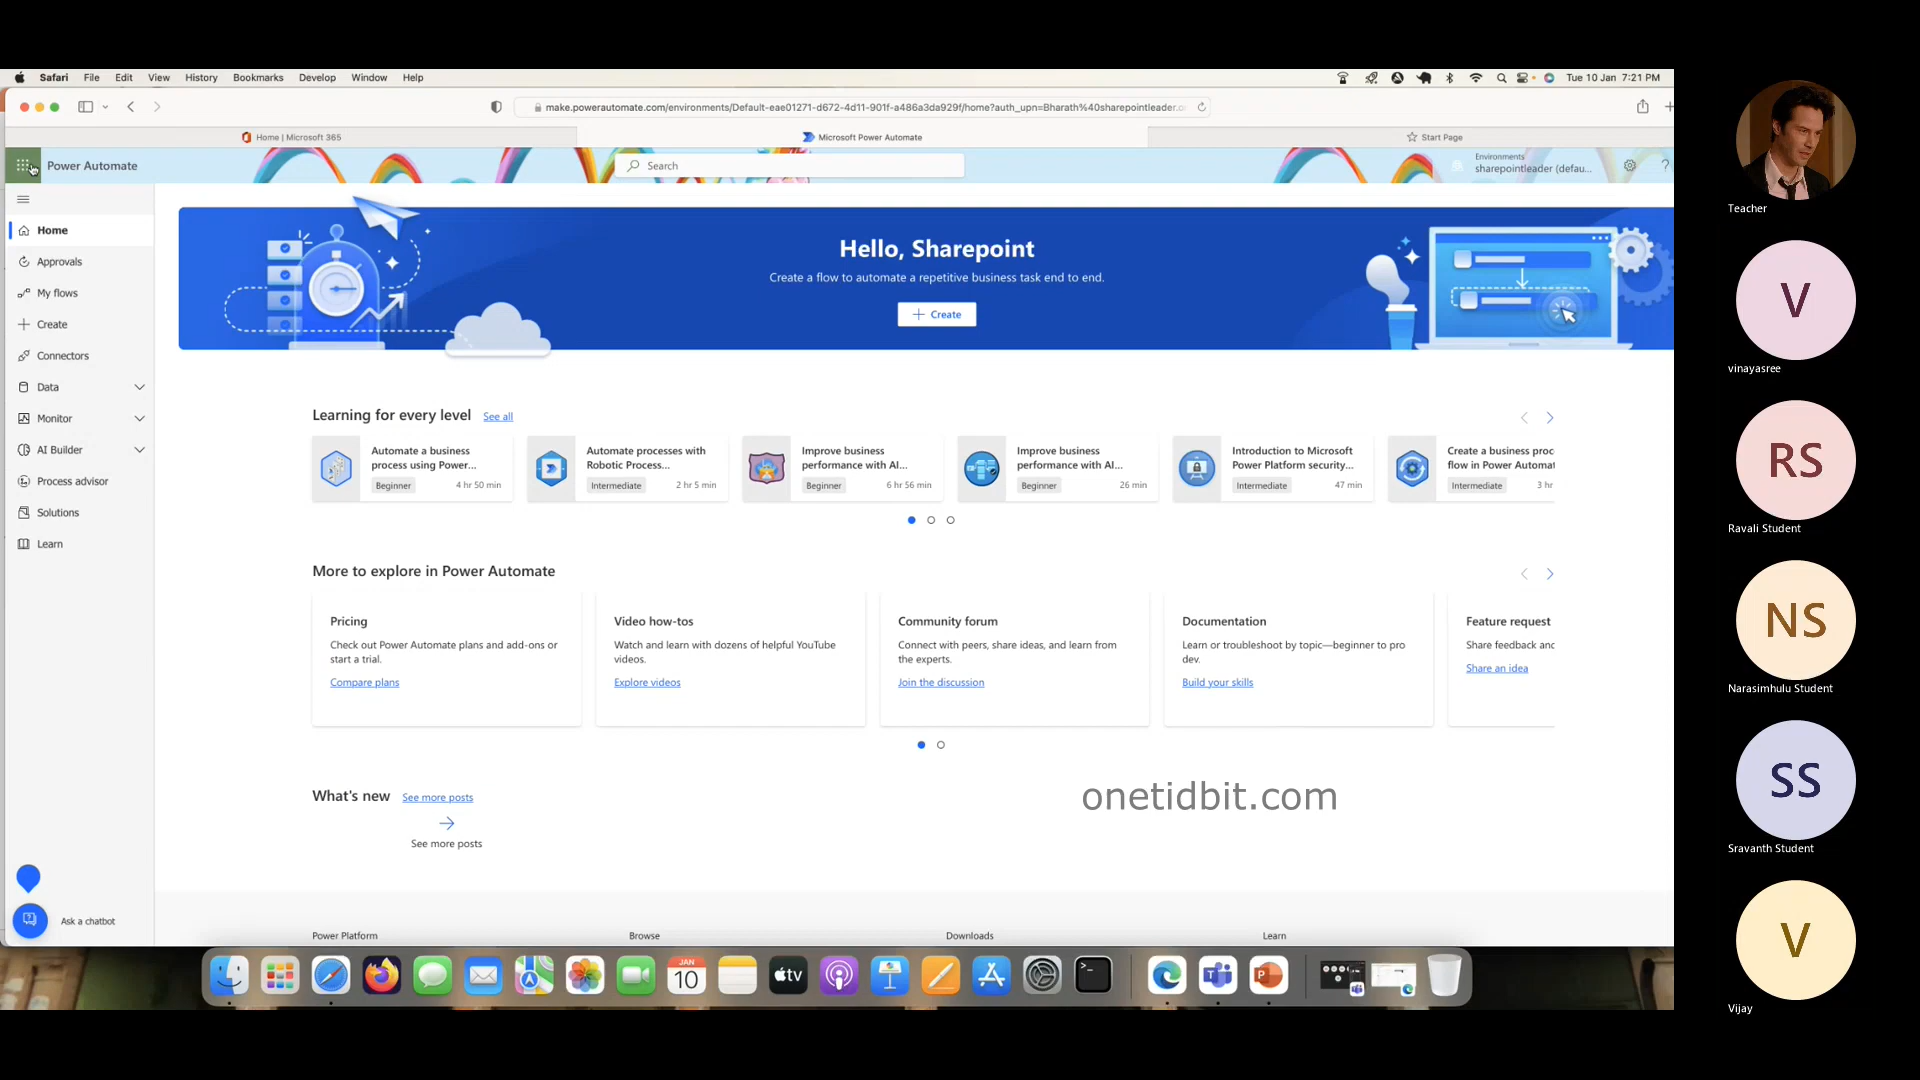 Safari File Edit View History Bookmarks Develop Window Help
Tue 10 Jan 7:21 PM
make.powerautomate.com/environments/Default-eae01271-d672-4d11-901f-a486a3da929f/home?auth_upn=Bharath%40sharepointleader.o
Home | Microsoft 365
Microsoft Power Automate
Start Page
Power Automate
Search
Environments
sharepointleader (defau...
?
Home
Approvals
My flows
Create
Connectors
Data
Monitor
AI Builder
Process advisor
Solutions
Learn
Ask a chatbot
Hello, Sharepoint
Create a flow to automate a repetitive business task end to end.
Create
Learning for every level See all
Automate a business
process using Power...
Beginner 4 hr 50 min
Automate processes with
Robotic Process...
Intermediate 2 hr 5 min
Improve business
performance with AI...
Beginner 6 hr 56 min
Improve business
performance with AI...
Beginner 26 min
Introduction to Microsoft
Power Platform security...
Intermediate 47 min
Create a business proc
flow in Power Automat
Intermediate 3 hr
More to explore in Power Automate
Pricing
Check out Power Automate plans and add-ons or
start a trial.
Compare plans
Video how-tos
Watch and learn with dozens of helpful YouTube
videos.
Explore videos
Community forum
Connect with peers, share ideas, and learn from
the experts.
Join the discussion
Documentation
Learn or troubleshoot by topic—beginner to pro
dev.
Build your skills
Feature request
Share feedback and
Share an idea
What's new See more posts
See more posts
onetidbit.com
Power Platform
Browse
Downloads
Learn
JAN
10
tv
Teacher
V
vinayasree
RS
Ravali Student
NS
Narasimhulu Student
SS
Sravanth Student
V
Vijay